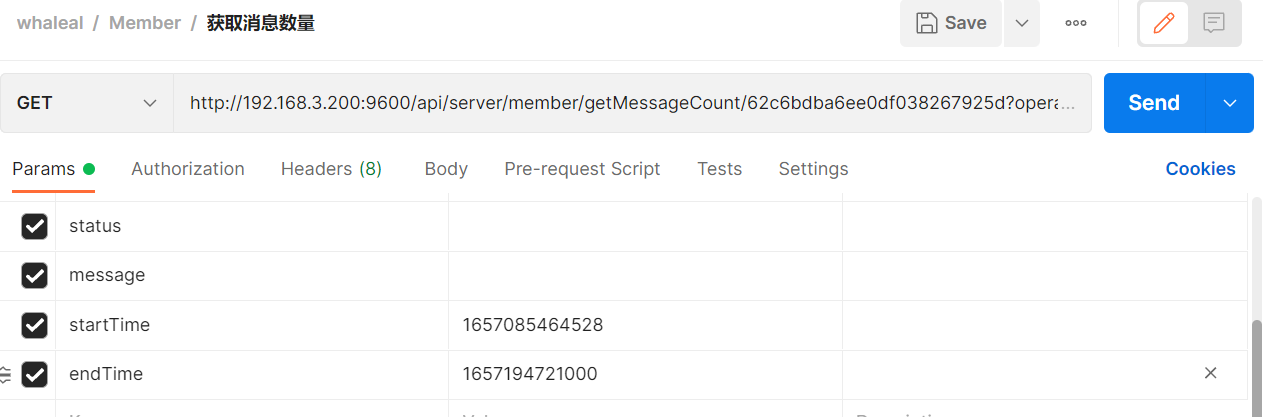 whaleal / Member / 获取消息数量
Save
GET
http://192.168.3.200:9600/api/server/member/getMessageCount/62c6bdba6ee0df038267925d?opera...
Send
Params Authorization Headers (8) Body Pre-request Script Tests Settings Cookies
status
message
startTime 1657085464528
endTime 1657194721000